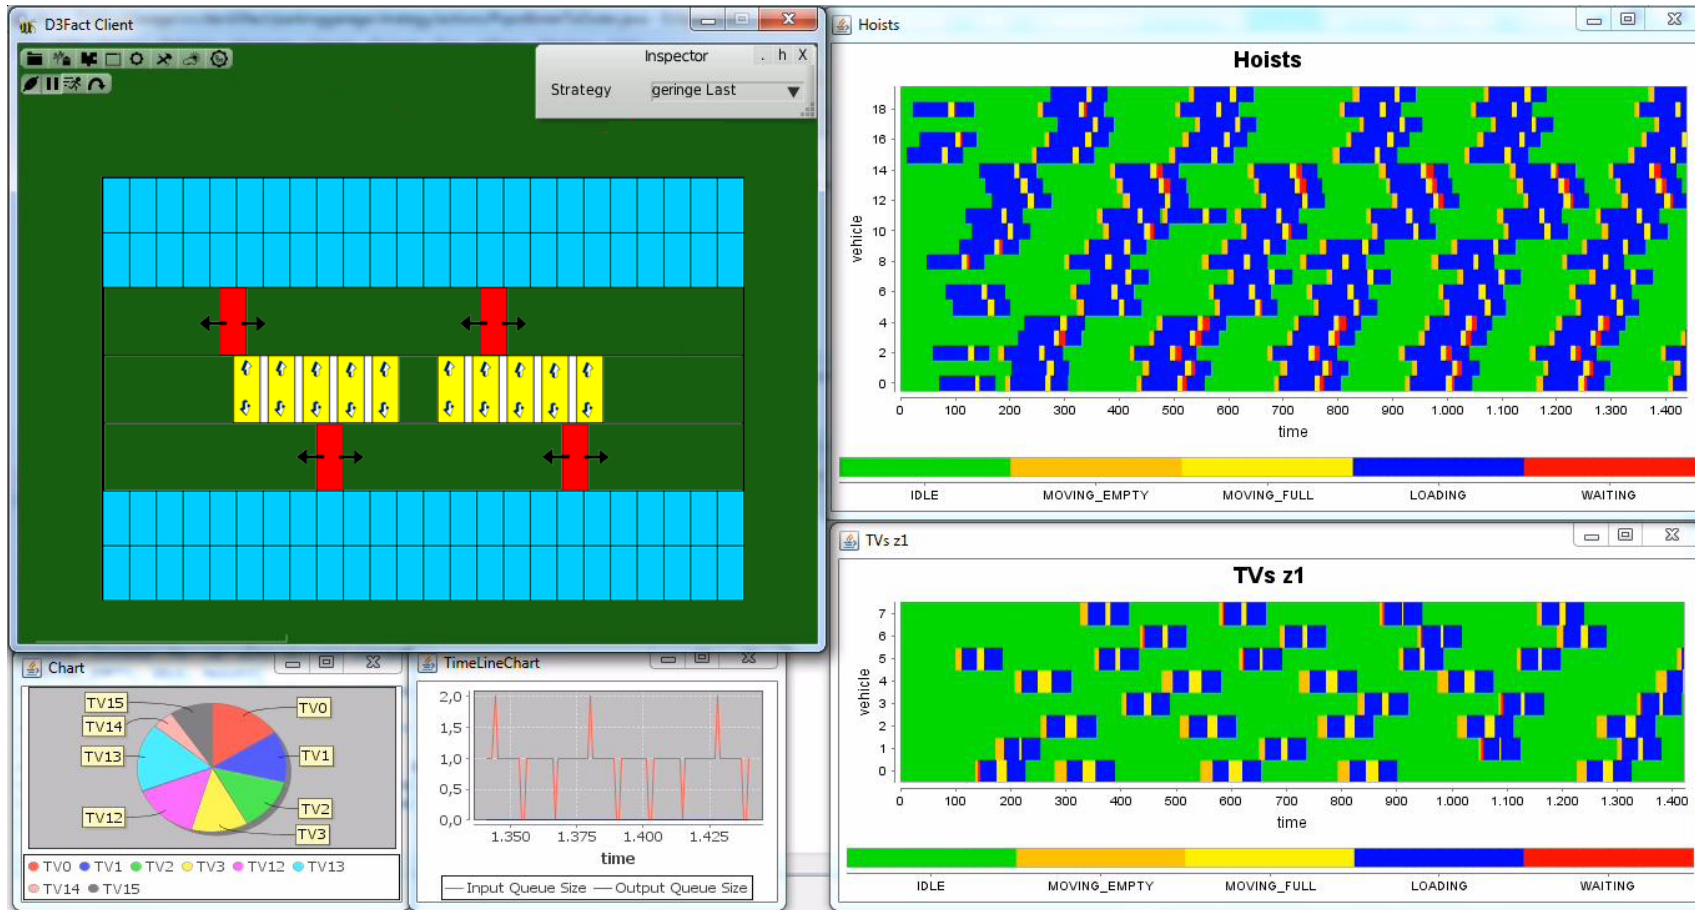 D3Fact Client
Inspector
. h X
Strategy
geringe Last
Hoists
Hoists
18
16
14
12
10
8
6
4
2
0
vehicle
0 100 200 300 400 500 600 700 800 900 1.000 1.100 1.200 1.300 1.400
time
IDLE MOVING_EMPTY MOVING_FULL LOADING WAITING
TVs z1
TVs z1
7
6
5
4
3
2
1
0
vehicle
0 100 200 300 400 500 600 700 800 900 1.000 1.100 1.200 1.300 1.400
time
IDLE MOVING_EMPTY MOVING_FULL LOADING WAITING
Chart
TV15
TV0
TV14
TV13
TV1
TV12
TV2
TV3
TV0 TV1 TV2 TV3 TV12 TV13
TV14 TV15
TimeLineChart
2,0
1,5
1,0
0,5
0,0
1.350 1.375 1.400 1.425
time
Input Queue Size Output Queue Size